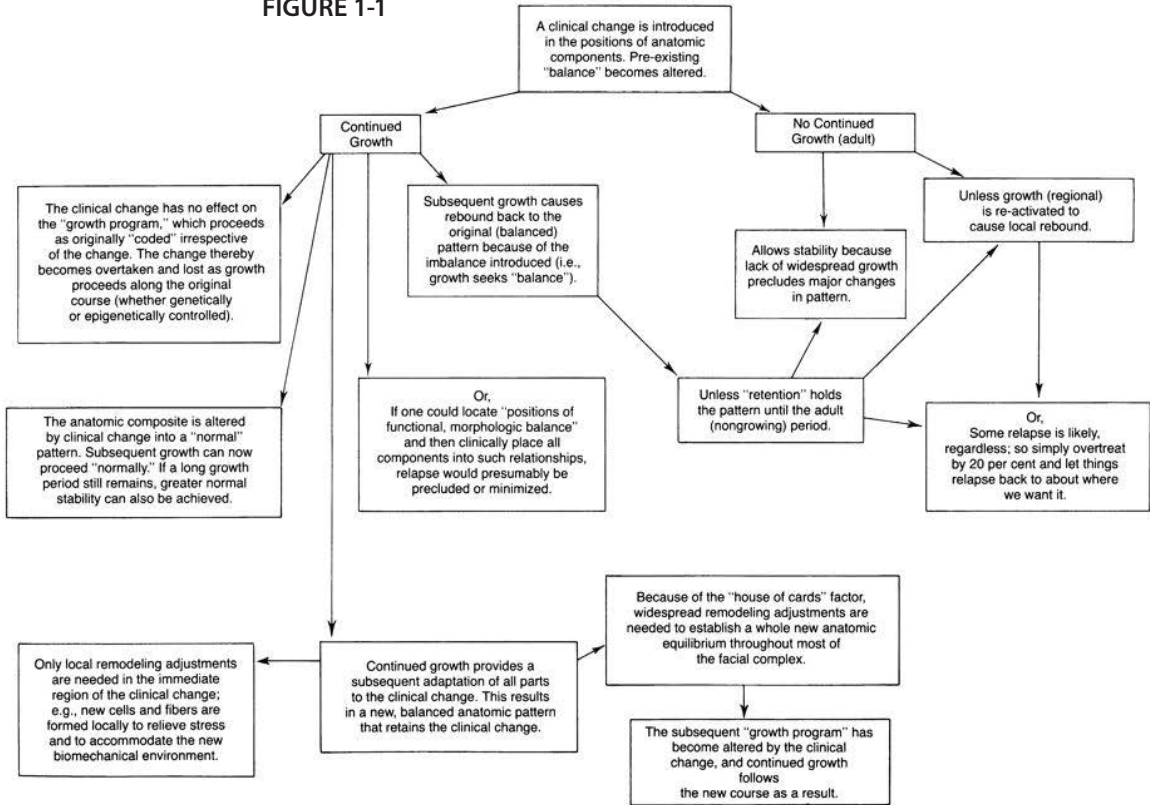 FIGURE 1-1
A clinical change is introduced
in the positions of anatomic
components. Pre-existing
"balance" becomes altered.
Continued
Growth
No Continued
Growth (adult)
The clinical change has no effect on
the "growth program," which proceeds
as originally "coded" irrespective
of the change. The change thereby
becomes overtaken and lost as growth
proceeds along the original
course (whether genetically
or epigenetically controlled).
Subsequent growth causes
rebound back to the
original (balanced)
pattern because of the
imbalance introduced (i.e.,
growth seeks "balance").
Allows stability because
lack of widespread growth
precludes major changes
in pattern.
Unless growth (regional)
is re-activated to
cause local rebound.
The anatomic composite is altered
by clinical change into a "normal"
pattern. Subsequent growth can now
proceed "normally." If a long growth
period still remains, greater normal
stability can also be achieved.
Or,
If one could locate "positions of
functional, morphologic balance"
and then clinically place all
components into such relationships,
relapse would presumably be
precluded or minimized.
Unless "retention" holds
the pattern until the adult
(nongrowing) period.
Or,
Some relapse is likely,
regardless; so simply overtreat
by 20 per cent and let things
relapse back to about where
we want it.
Only local remodeling adjustments
are needed in the immediate
region of the clinical change;
e.g., new cells and fibers are
formed locally to relieve stress
and to accommodate the new
biomechanical environment.
Continued growth provides a
subsequent adaptation of all parts
to the clinical change. This results
in a new, balanced anatomic pattern
that retains the clinical change.
Because of the "house of cards" factor,
widespread remodeling adjustments are
needed to establish a whole new anatomic
equilibrium throughout most of
the facial complex.
The subsequent "growth program" has
become altered by the clinical
change, and continued growth
follows
the new course as a result.